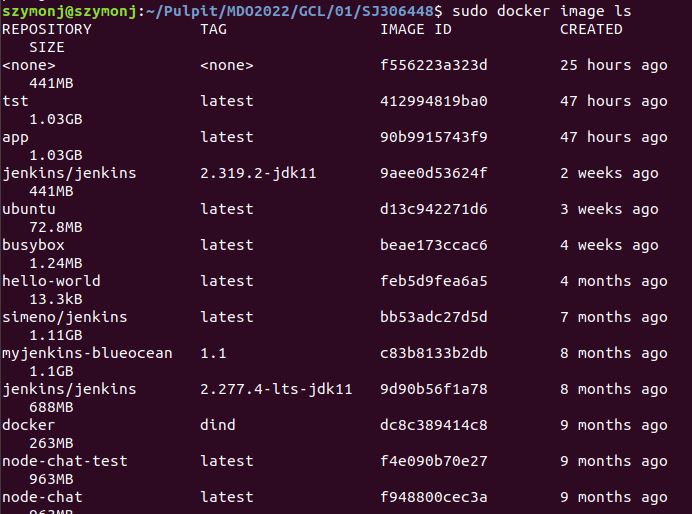 szymonj@szymonj:~/Pulpit/MDO2022/GCL/01/SJ306448$ sudo docker image ls
REPOSITORY TAG IMAGE ID CREATED
SIZE
<none> <none> f556223a323d 25 hours ago
441MB
tst latest 412994819ba0 47 hours ago
1.03GB
app latest 90b9915743f9 47 hours ago
1.03GB
jenkins/jenkins 2.319.2-jdk11 9aee0d53624f 2 weeks ago
441MB
ubuntu latest d13c942271d6 3 weeks ago
72.8MB
busybox latest beae173ccac6 4 weeks ago
1.24MB
hello-world latest feb5d9fea6a5 4 months ago
13.3kB
simeno/jenkins latest bb53adc27d5d 7 months ago
1.11GB
myjenkins-blueocean 1.1 c83b8133b2db 8 months ago
1.1GB
jenkins/jenkins 2.277.4-lts-jdk11 9d90b56f1a78 8 months ago
688MB
docker dind dc8c389414c8 9 months ago
263MB
node-chat-test latest f4e090b70e27 9 months ago
963MB
node-chat latest f948800cec3a 9 months ago
963MB